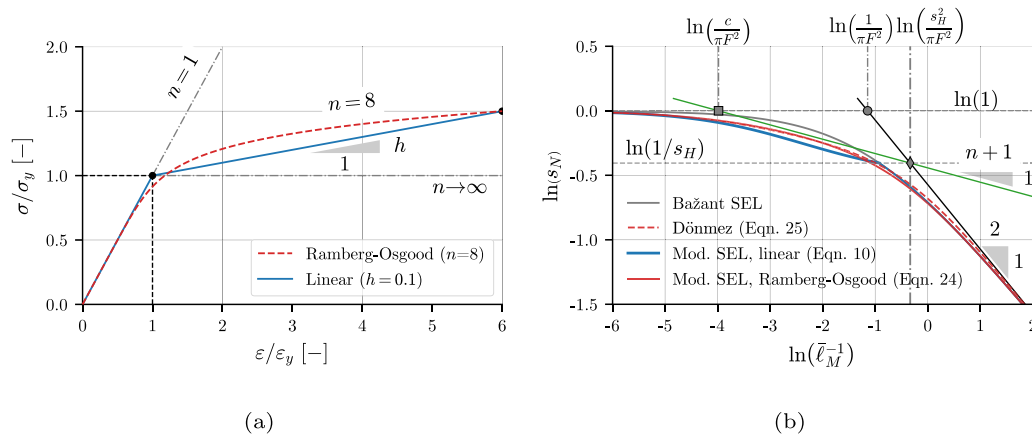 2.0
1.5
1.0
0.5
0.0
σ/σ_y [−]
n = 1
n = 8
h
1
n→∞
Ramberg-Osgood (n=8)
Linear (h = 0.1)
0
1
2
3
4
5
6
ε/ε_y [−]
(a)
ln(c/πF²)
ln(1/πF²)
ln(s_H²/πF²)
0.0
-0.5
-1.0
-1.5
ln(s_N)
ln(1)
ln(1/s_H)
n + 1
1
2
1
Bažant SEL
Dönmez (Eqn. 25)
Mod. SEL, linear (Eqn. 10)
Mod. SEL, Ramberg-Osgood (Eqn. 24)
-6
-5
-4
-3
-2
-1
0
1
2
ln(ℓ̄_M⁻¹)
(b)